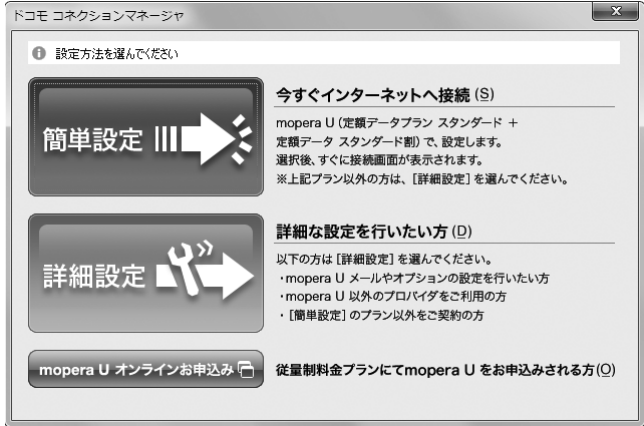 ドコモ コネクションマネージャ
設定方法を選んでください
簡単設定
今すぐインターネットへ接続(S)
mopera U(定額データプラン スタンダード +
定額データ スタンダード割)で、設定します。
選択後、すぐに接続画面が表示されます。
※上記プラン以外の方は、[詳細設定]を選んでください。
詳細設定
詳細な設定を行いたい方(D)
以下の方は[詳細設定]を選んでください。
・mopera U メールやオプションの設定を行いたい方
・mopera U 以外のプロバイダをご利用の方
・[簡単設定]のプラン以外をご契約の方
mopera U オンラインお申込み
従量制料金プランにてmopera U をお申込みされる方(O)